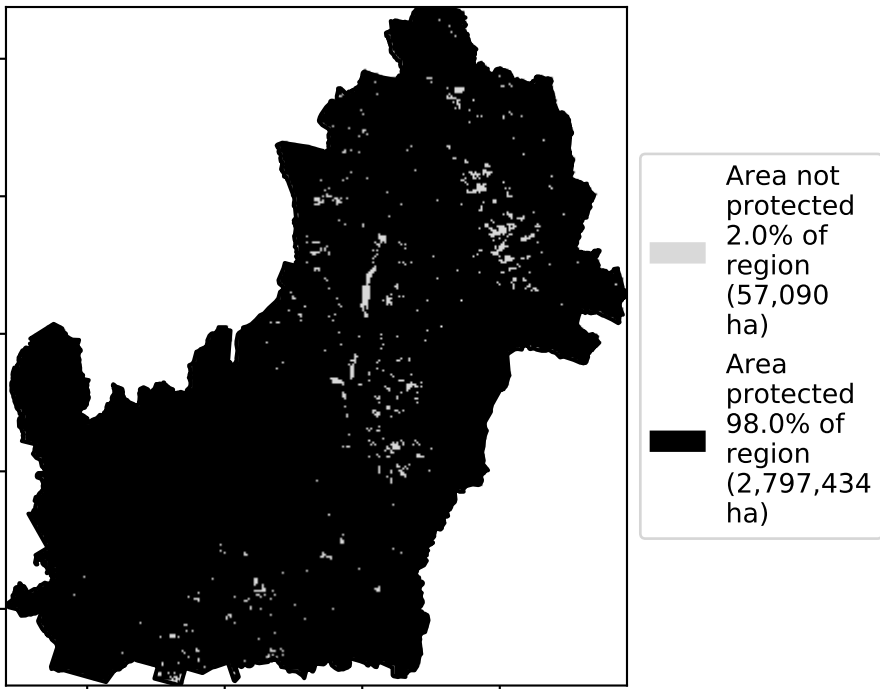 Area not
protected
2.0% of
region
(57,090
ha)
Area
protected
98.0% of
region
(2,797,434
ha)